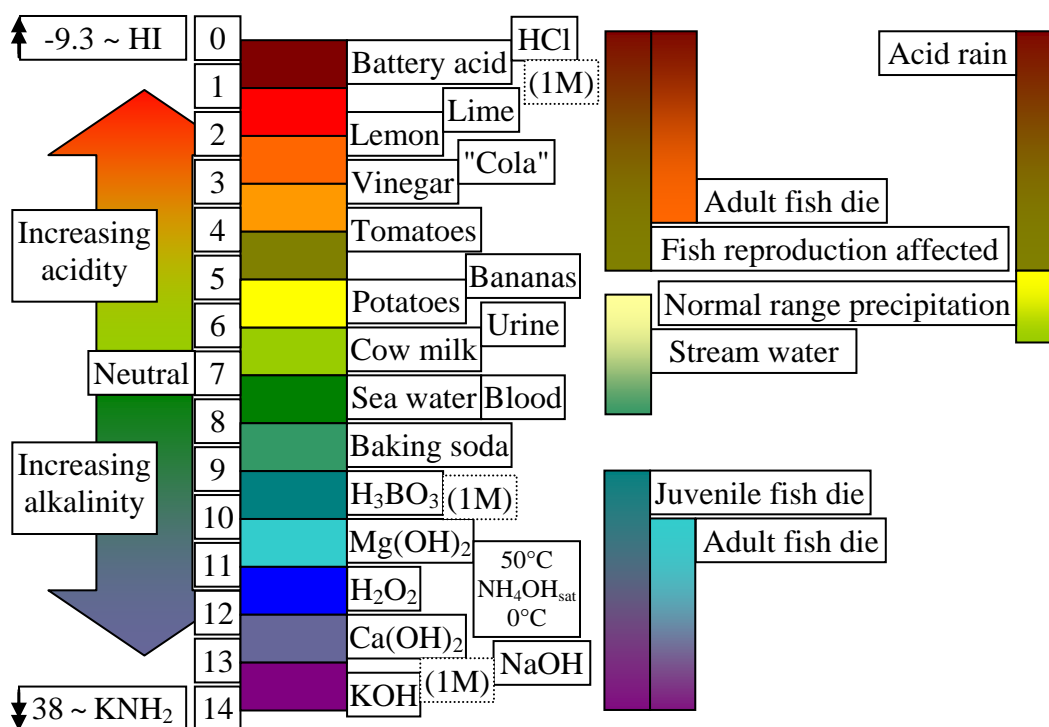 -9.3 ~ HI
0
1
2
3
4
5
6
7
8
9
10
11
12
13
14
38 ~ KNH₂
Increasing
acidity
Neutral
Increasing
alkalinity
HCl
Battery acid
(1M)
Lime
Lemon
"Cola"
Vinegar
Tomatoes
Bananas
Potatoes
Urine
Cow milk
Sea water
Blood
Baking soda
H₃BO₃
(1M)
Mg(OH)₂
50°C
NH₄OHsat
0°C
H₂O₂
Ca(OH)₂
NaOH
(1M)
KOH
Acid rain
Adult fish die
Fish reproduction affected
Normal range precipitation
Stream water
Juvenile fish die
Adult fish die